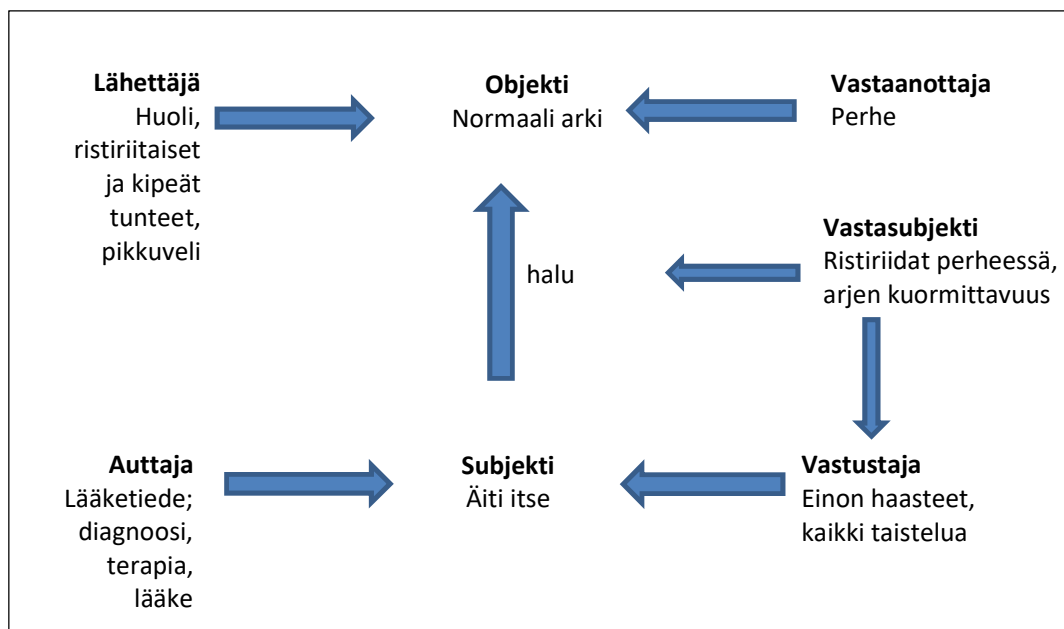 Lähettäjä
Huoli,
ristiriitaiset
ja kipeät
tunteet,
pikkuveli
Objekti
Normaali arki
Vastaanottaja
Perhe
halu
Vastasubjekti
Ristiriidat perheessä,
arjen kuormittavuus
Auttaja
Lääketiede;
diagnoosi,
terapia,
lääke
Subjekti
Äiti itse
Vastustaja
Einon haasteet,
kaikki taistelua